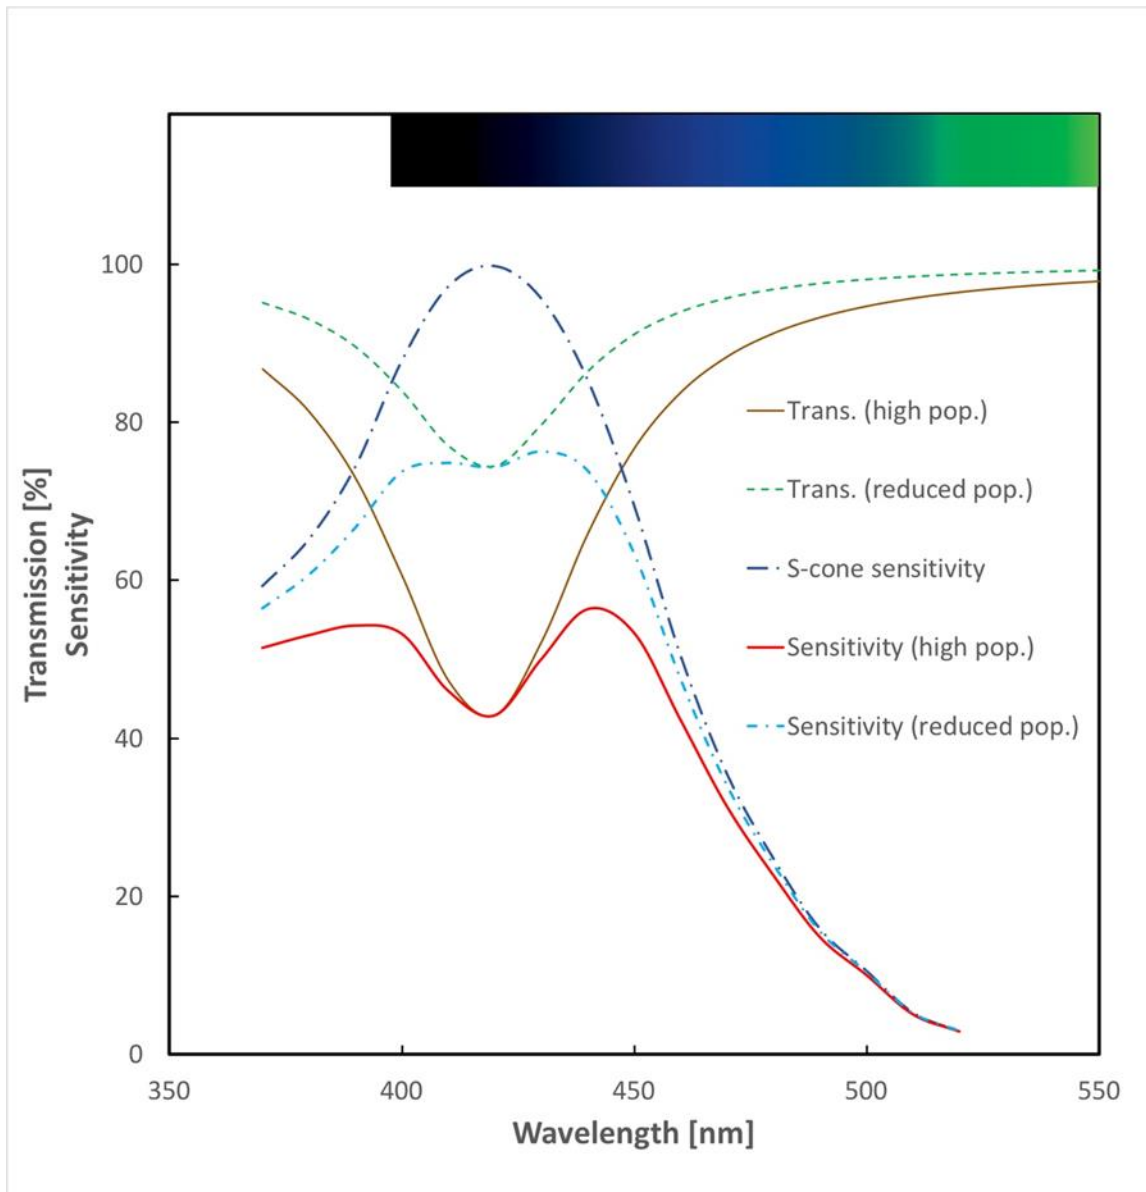 100
80
60
40
20
0
350
400
450
500
550
Transmission [%]
Sensitivity
Wavelength [nm]
Trans. (high pop.)
Trans. (reduced pop.)
S-cone sensitivity
Sensitivity (high pop.)
Sensitivity (reduced pop.)